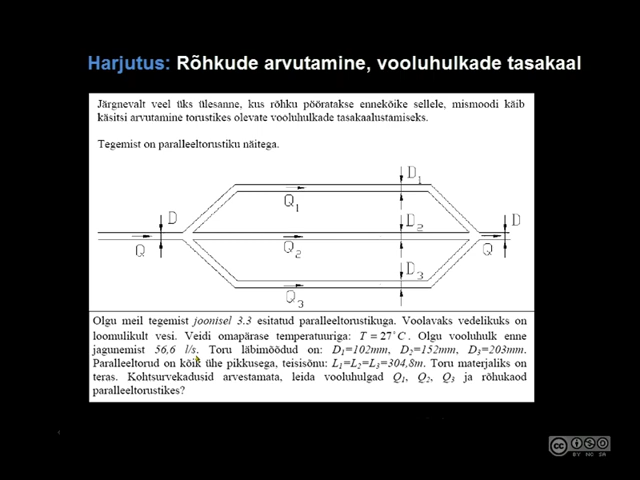 Harjutus: Rõhkude arvutamine, vooluhulkade tasakaal
Järgnevalt veel üks ülesanne, kus rõhku pööratakse ennekõike sellele, mismoodi käib
käsitsi arvutamine torustikes olevate vooluhulkade tasakaalustamiseks.
Tegemist on paralleeltorustiku näitega.
D1
Q1
D
D2
D
Q
Q2
Q
D3
Q3
Olgu meil tegemist joonisel 3.3 esitatud paralleeltorustikuga. Voolavaks vedelikuks on
loomulikult vesi. Veidi omapärase temperatuuriga: T = 27°C. Olgu vooluhulk enne
jagunemist 56,6 l/s. Toru läbimõõdud on: D1=102mm, D2=152mm, D3=203mm.
Paralleeltorud on kõik ühe pikkusega, teisisõnu: L1=L2=L3=304,8m. Toru materjaliks on
teras. Kohtsurvekadusid arvestamata, leida vooluhulgad Q1, Q2, Q3 ja rõhukaod
paralleeltorustikes?
cc
BY NC SA